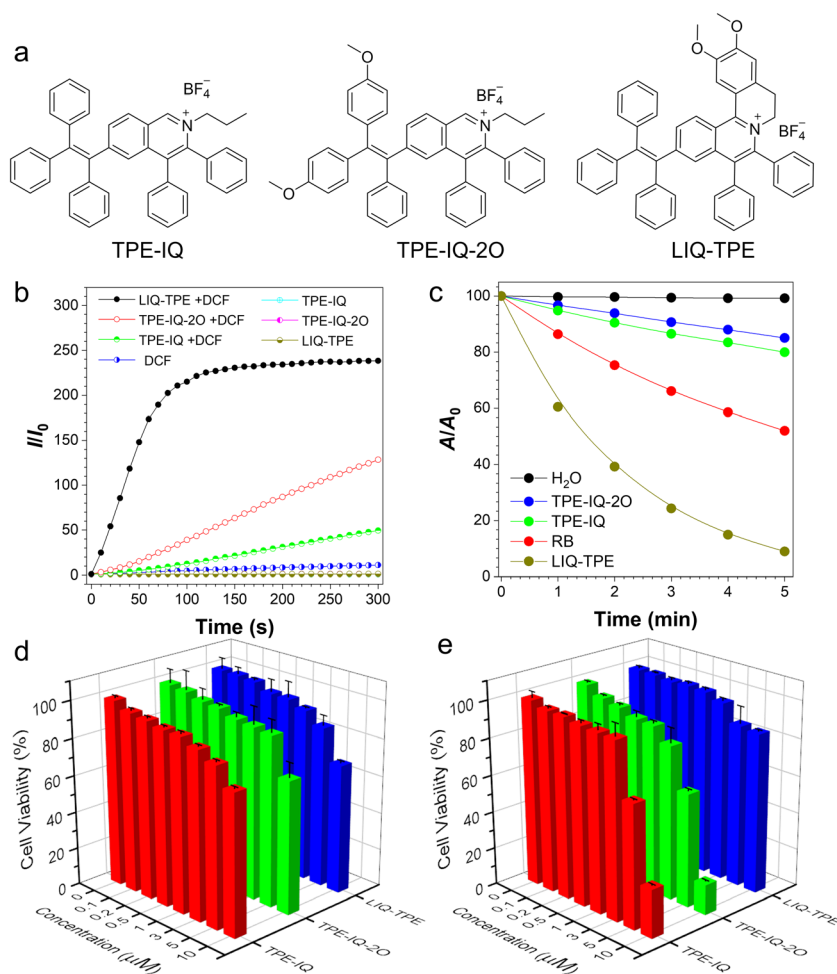 a
O
O
O
O
BF4−
BF4−
N+
N+
N+
BF4−
TPE-IQ
TPE-IQ-2O
LIQ-TPE
b
300
250
200
150
100
50
0
I/I0
LIQ-TPE +DCF
TPE-IQ-2O +DCF
TPE-IQ +DCF
DCF
TPE-IQ
TPE-IQ-2O
LIQ-TPE
0 50 100 150 200 250 300
Time (s)
c
100
80
60
40
20
0
A/A0
H2O
TPE-IQ-2O
TPE-IQ
RB
LIQ-TPE
0 1 2 3 4 5
Time (min)
d
100
80
60
40
20
0
Cell Viability (%)
Concentration (μM)
TPE-IQ
TPE-IQ-2O
LIQ-TPE
e
100
80
60
40
20
0
Cell Viability (%)
Concentration (μM)
TPE-IQ
TPE-IQ-2O
LIQ-TPE